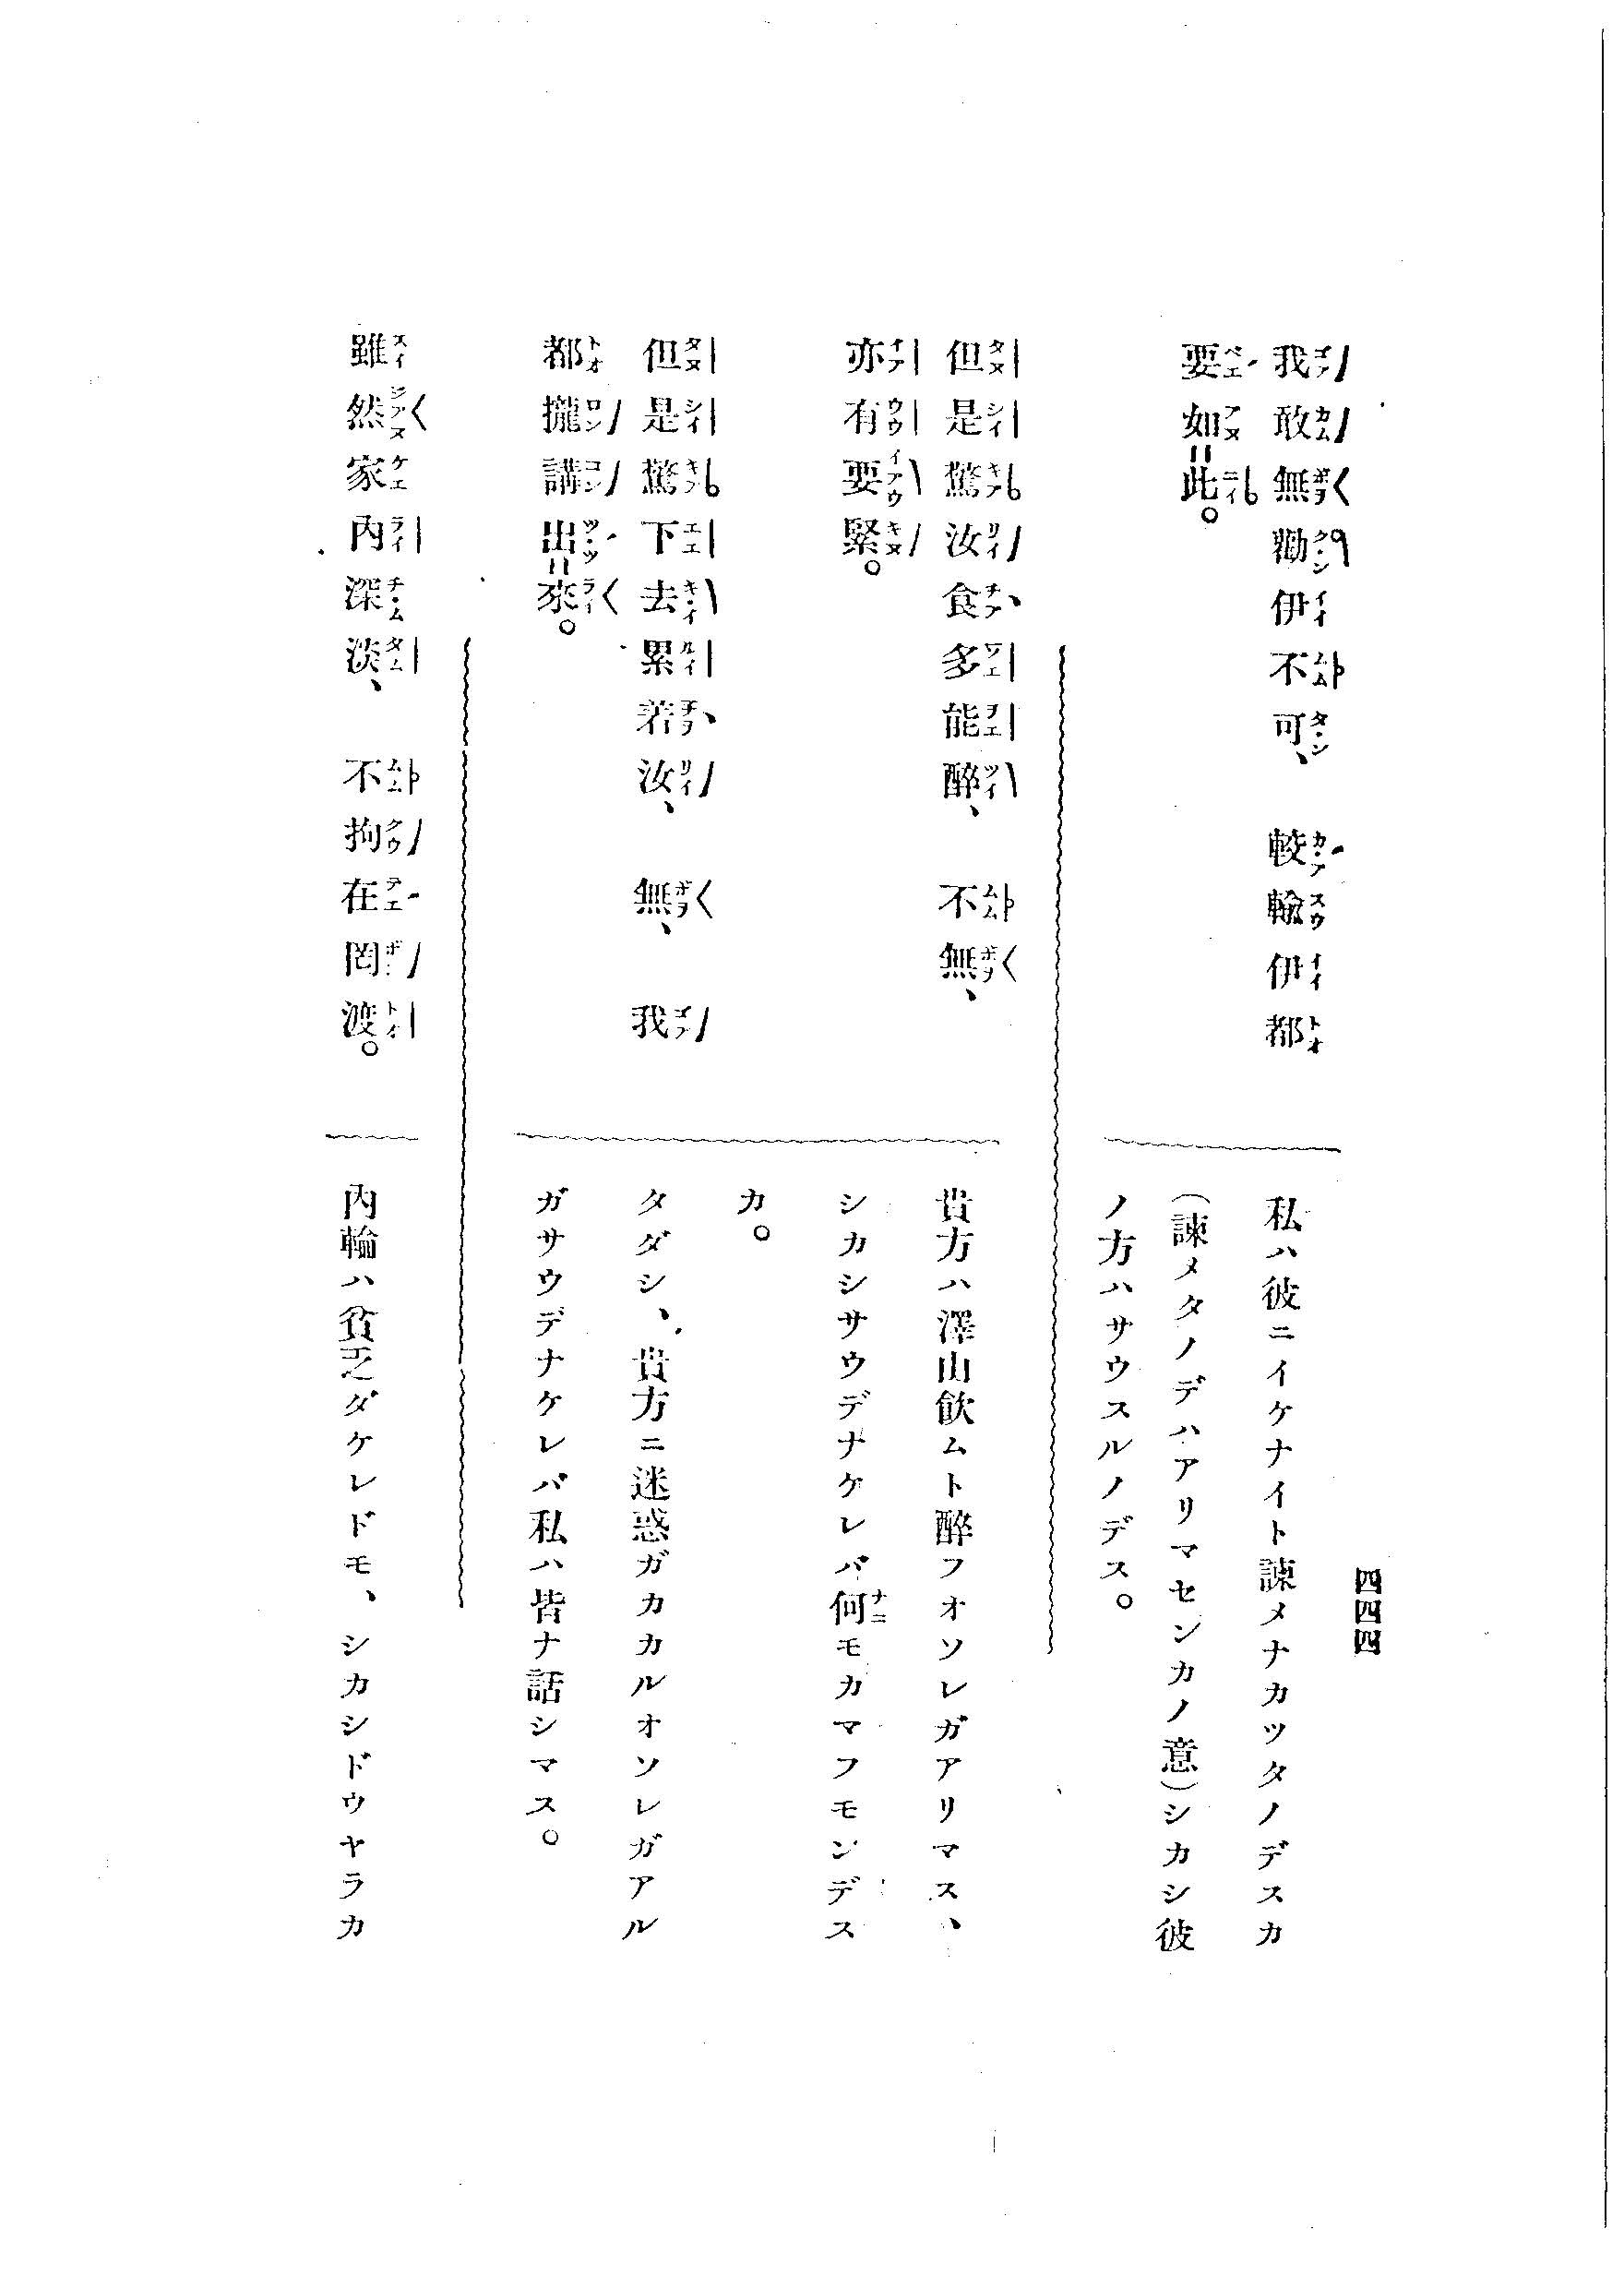 四四四
我敢無勸伊不可、較輸伊都
要如此。
私ハ彼ニイケナイト諫メナカツタノデスカ
(諫メタノデハアリマセンカノ意)シカシ彼
ノ方ハサウスルノデス。
但是驚汝食多能醉、不無、
亦有要緊。
貴方ハ澤山飮ムト醉フオソレガアリマス、
シカシサウデナケレバ何モカマフモンデス
カ。
但是驚下去累若汝、無、我
都攏講出來。
タダシ、貴方ニ迷惑ガカカルオソレガアル
ガサウデナケレバ私ハ皆ナ話シマス。
雖然家內深淡、不拘在罔渡。
內輪ハ貧乏ダケレドモ、シカシドウヤラカ